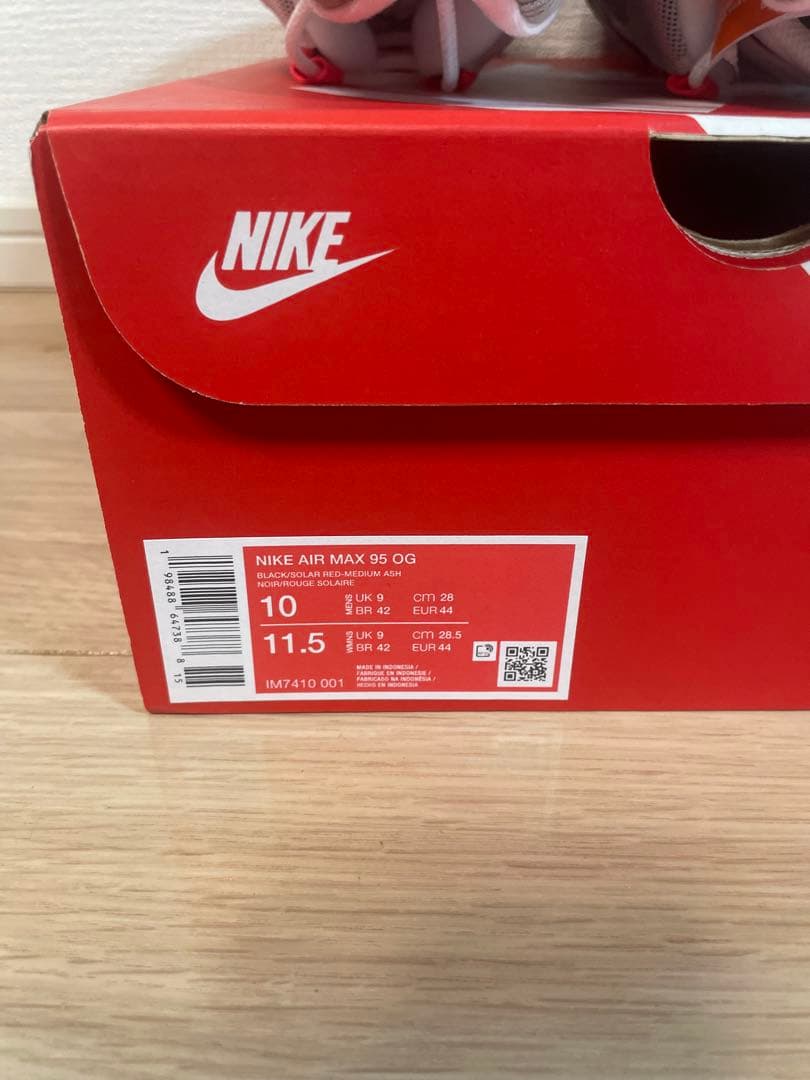 NIKE
NIKE AIR MAX 95 OG
BLACK/SOLAR RED-MEDIUM ASH
NOIR/ROUGE SOLAIRE
10 MENS UK 9 cm 28
BR 42 EUR 44
11.5 WMNS UK 9 cm 28.5
BR 42 EUR 44
MADE IN INDONESIA /
FABRIQUE EN INDONESIE /
FABRICADO NA INDONÉSIA /
HECHO EN INDONESIA
IM7410 001
1 98488 64738 8 15